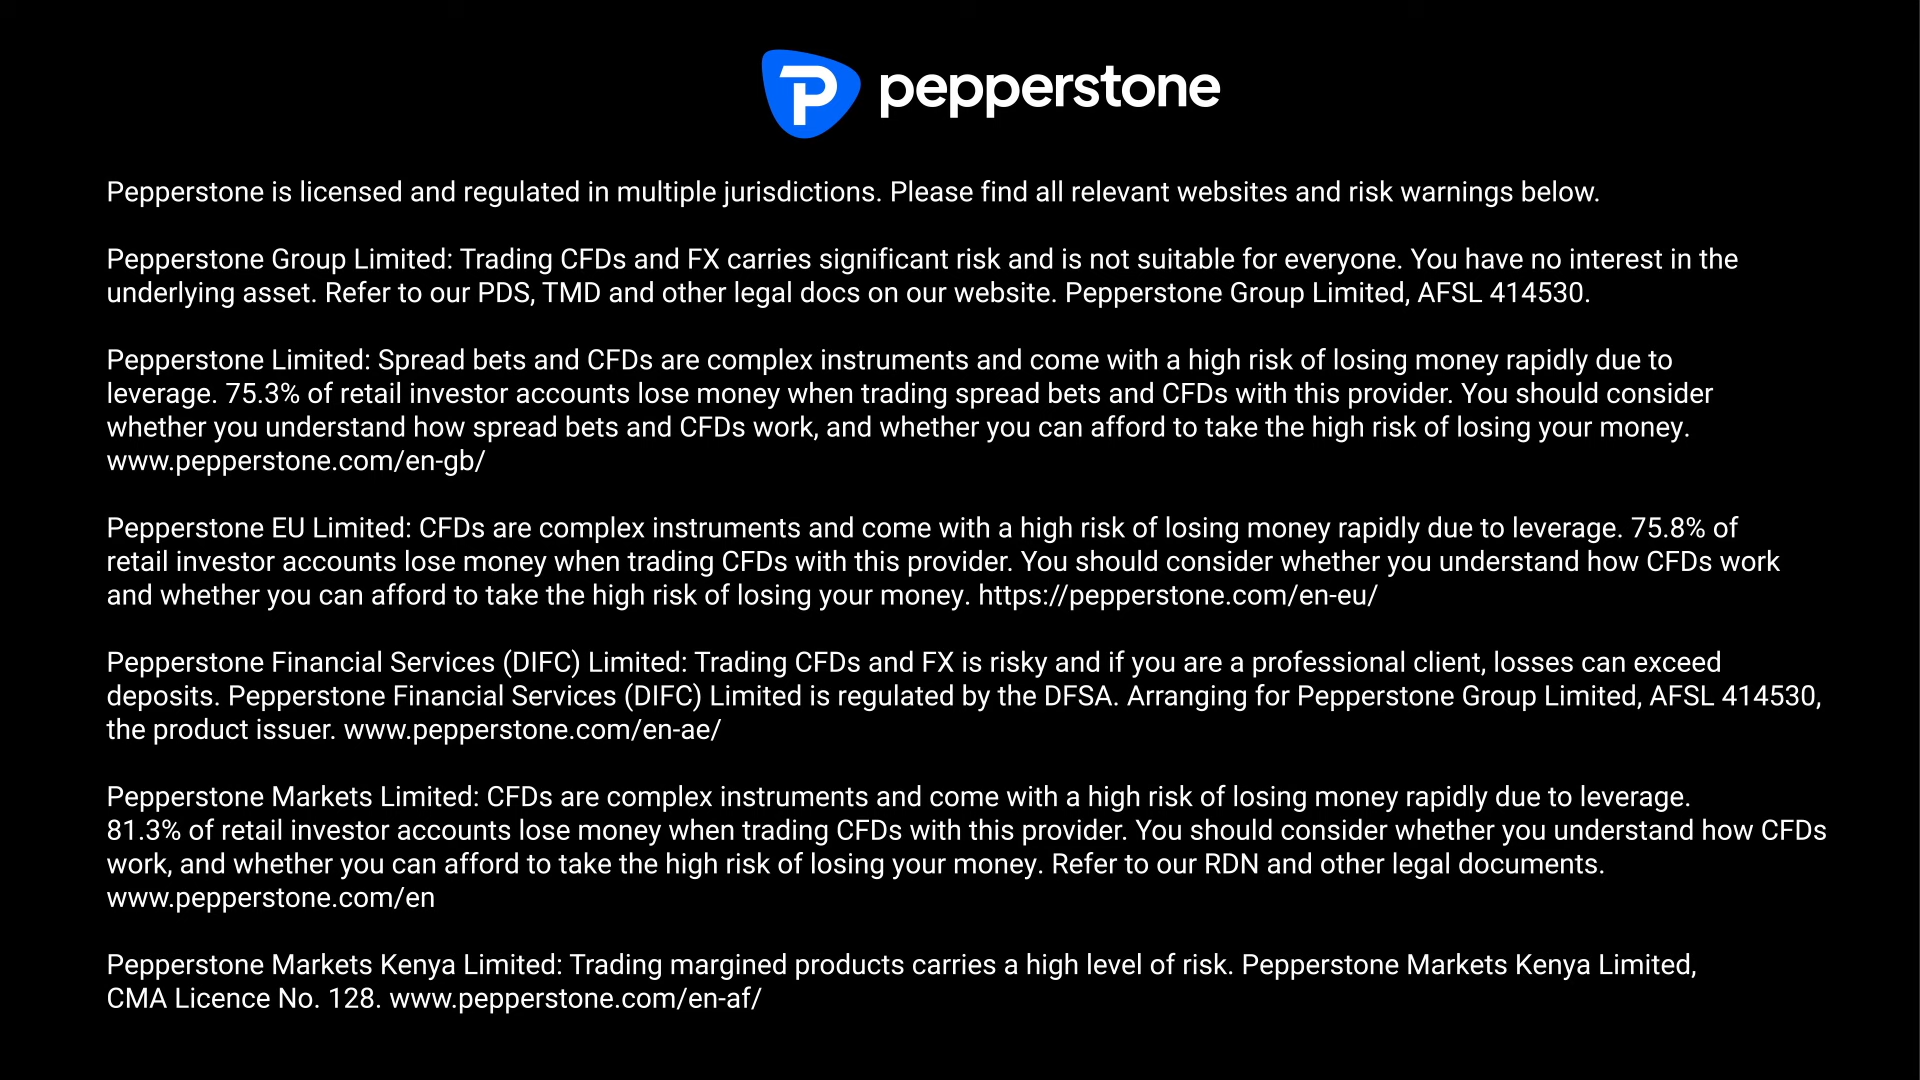 pepperstone
Pepperstone is licensed and regulated in multiple jurisdictions. Please find all relevant websites and risk warnings below.
Pepperstone Group Limited: Trading CFDs and FX carries significant risk and is not suitable for everyone. You have no interest in the
underlying asset. Refer to our PDS, TMD and other legal docs on our website. Pepperstone Group Limited, AFSL 414530.
Pepperstone Limited: Spread bets and CFDs are complex instruments and come with a high risk of losing money rapidly due to
leverage. 75.3% of retail investor accounts lose money when trading spread bets and CFDs with this provider. You should consider
whether you understand how spread bets and CFDs work, and whether you can afford to take the high risk of losing your money.
www.pepperstone.com/en-gb/
Pepperstone EU Limited: CFDs are complex instruments and come with a high risk of losing money rapidly due to leverage. 75.8% of
retail investor accounts lose money when trading CFDs with this provider. You should consider whether you understand how CFDs work
and whether you can afford to take the high risk of losing your money. https://pepperstone.com/en-eu/
Pepperstone Financial Services (DIFC) Limited: Trading CFDs and FX is risky and if you are a professional client, losses can exceed
deposits. Pepperstone Financial Services (DIFC) Limited is regulated by the DFSA. Arranging for Pepperstone Group Limited, AFSL 414530,
the product issuer. www.pepperstone.com/en-ae/
Pepperstone Markets Limited: CFDs are complex instruments and come with a high risk of losing money rapidly due to leverage.
81.3% of retail investor accounts lose money when trading CFDs with this provider. You should consider whether you understand how CFDs
work, and whether you can afford to take the high risk of losing your money. Refer to our RDN and other legal documents.
www.pepperstone.com/en
Pepperstone Markets Kenya Limited: Trading margined products carries a high level of risk. Pepperstone Markets Kenya Limited,
CMA Licence No. 128. www.pepperstone.com/en-af/